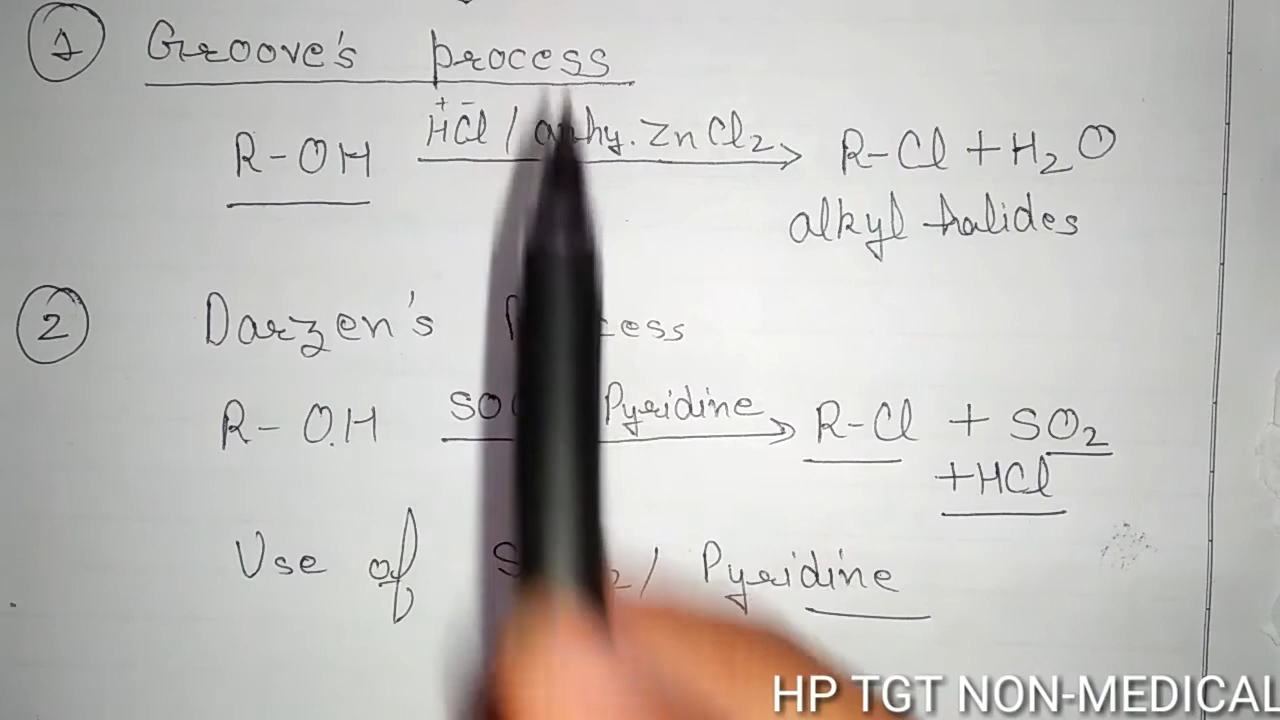 1 Groove's process
R-OH HCl / anhy. ZnCl2 R-Cl + H2O
alkyl halides
2 Darzen's
R-OH Pyridine R-Cl + SO2
+HCl
Use of / Pyridine
HP TGT NON-MEDICAL